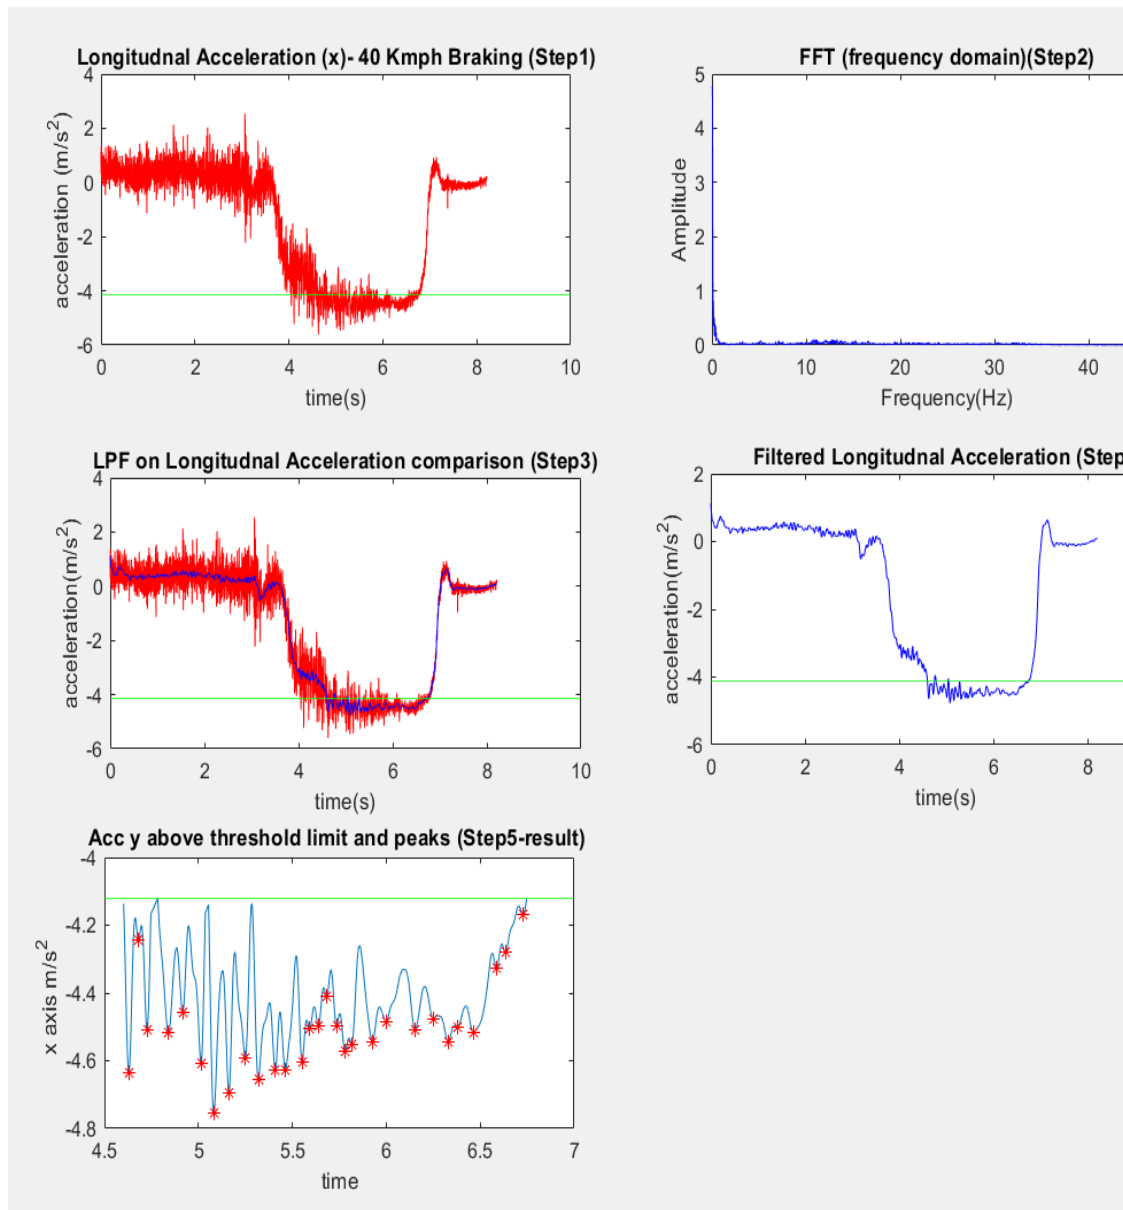 Longitudnal Acceleration (x)- 40 Kmph Braking (Step1)
4
2
0
-2
-4
-6
acceleration (m/s²)
0 2 4 6 8 10
time(s)
FFT (frequency domain)(Step2)
5
4
3
2
1
0
Amplitude
0 10 20 30 40
Frequency(Hz)
LPF on Longitudnal Acceleration comparison (Step3)
4
2
0
-2
-4
-6
acceleration(m/s²)
0 2 4 6 8 10
time(s)
Filtered Longitudnal Acceleration (Step
2
0
-2
-4
-6
acceleration(m/s²)
0 2 4 6 8
time(s)
Acc y above threshold limit and peaks (Step5-result)
-4
-4.2
-4.4
-4.6
-4.8
x axis m/s²
4.5 5 5.5 6 6.5 7
time